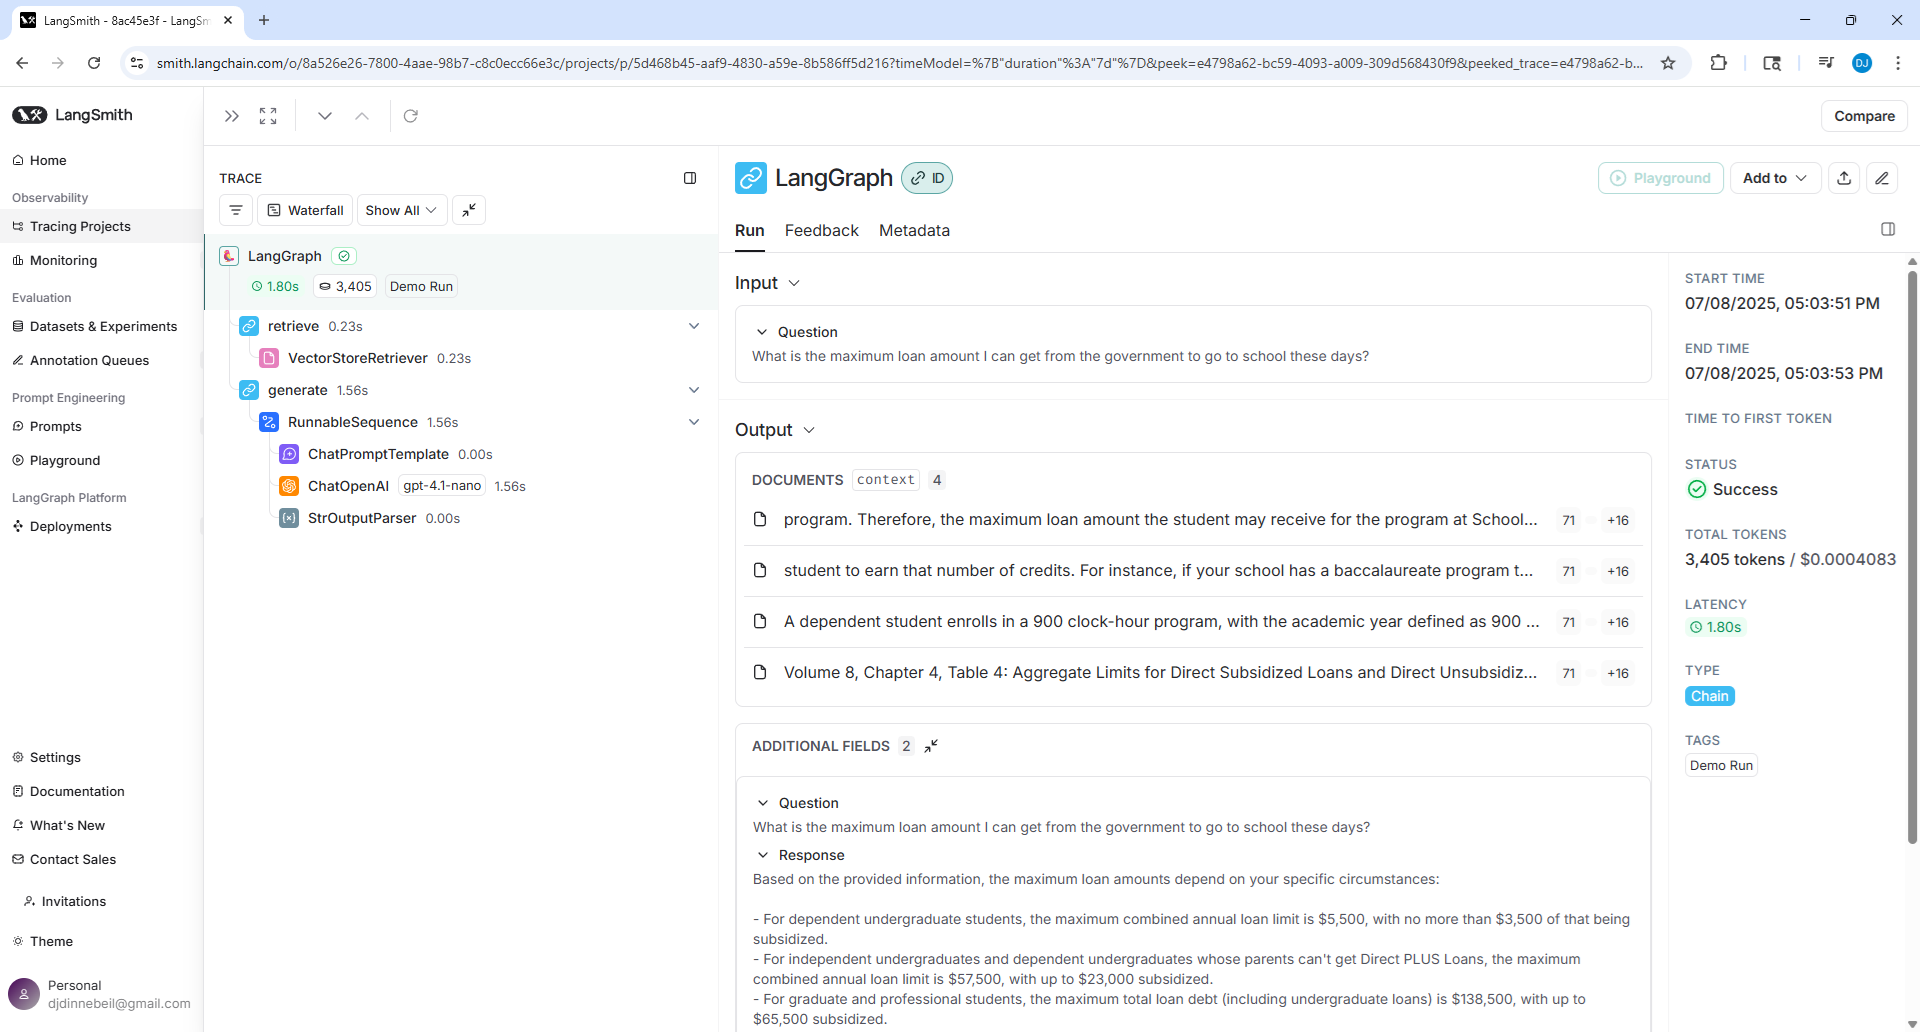 LangSmith - 8ac45e3f - LangSm
smith.langchain.com/o/8a526e26-7800-4aae-98b7-c8c0ecc66e3c/projects/p/5d468b45-aaf9-4830-a59e-8b586ff5d216?timeModel=%7B"duration"%3A"7d"%7D&peek=e4798a62-bc59-4093-a009-309d568430f9&peeked_trace=e4798a62-b...
DJ
LangSmith
Compare
Home
Observability
Tracing Projects
Monitoring
Evaluation
Datasets & Experiments
Annotation Queues
Prompt Engineering
Prompts
Playground
LangGraph Platform
Deployments
Settings
Documentation
What's New
Contact Sales
Invitations
Theme
Personal
djdinnebeil@gmail.com
TRACE
Waterfall
Show All
LangGraph
1.80s 3,405 Demo Run
retrieve 0.23s
VectorStoreRetriever 0.23s
generate 1.56s
RunnableSequence 1.56s
ChatPromptTemplate 0.00s
ChatOpenAI gpt-4.1-nano 1.56s
StrOutputParser 0.00s
LangGraph ID
Playground
Add to
Run Feedback Metadata
Input
Question
What is the maximum loan amount I can get from the government to go to school these days?
Output
DOCUMENTS context 4
program. Therefore, the maximum loan amount the student may receive for the program at School... 71 +16
student to earn that number of credits. For instance, if your school has a baccalaureate program t... 71 +16
A dependent student enrolls in a 900 clock-hour program, with the academic year defined as 900 ... 71 +16
Volume 8, Chapter 4, Table 4: Aggregate Limits for Direct Subsidized Loans and Direct Unsubsidiz... 71 +16
ADDITIONAL FIELDS 2
Question
What is the maximum loan amount I can get from the government to go to school these days?
Response
Based on the provided information, the maximum loan amounts depend on your specific circumstances:
- For dependent undergraduate students, the maximum combined annual loan limit is $5,500, with no more than $3,500 of that being
subsidized.
- For independent undergraduates and dependent undergraduates whose parents can't get Direct PLUS Loans, the maximum
combined annual loan limit is $57,500, with up to $23,000 subsidized.
- For graduate and professional students, the maximum total loan debt (including undergraduate loans) is $138,500, with up to
$65,500 subsidized.
START TIME
07/08/2025, 05:03:51 PM
END TIME
07/08/2025, 05:03:53 PM
TIME TO FIRST TOKEN
STATUS
Success
TOTAL TOKENS
3,405 tokens / $0.0004083
LATENCY
1.80s
TYPE
Chain
TAGS
Demo Run